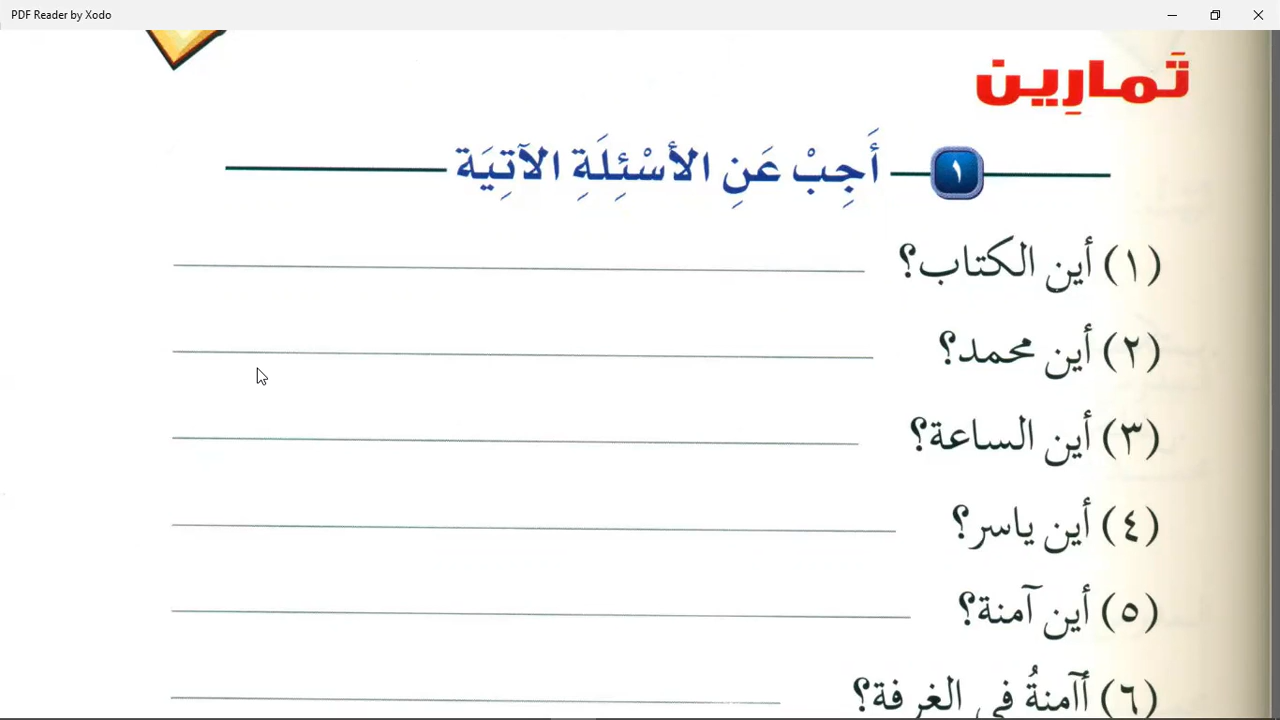 PDF Reader by Xodo
تَمارِين
١ أَجِبْ عَنِ الأسْئِلَةِ الآتِيَة
(١) أين الكتاب؟
(٢) أين محمد؟
(٣) أين الساعة؟
(٤) أين ياسر؟
(٥) أين آمنة؟
(٦) أآمنةُ في الغرفة؟